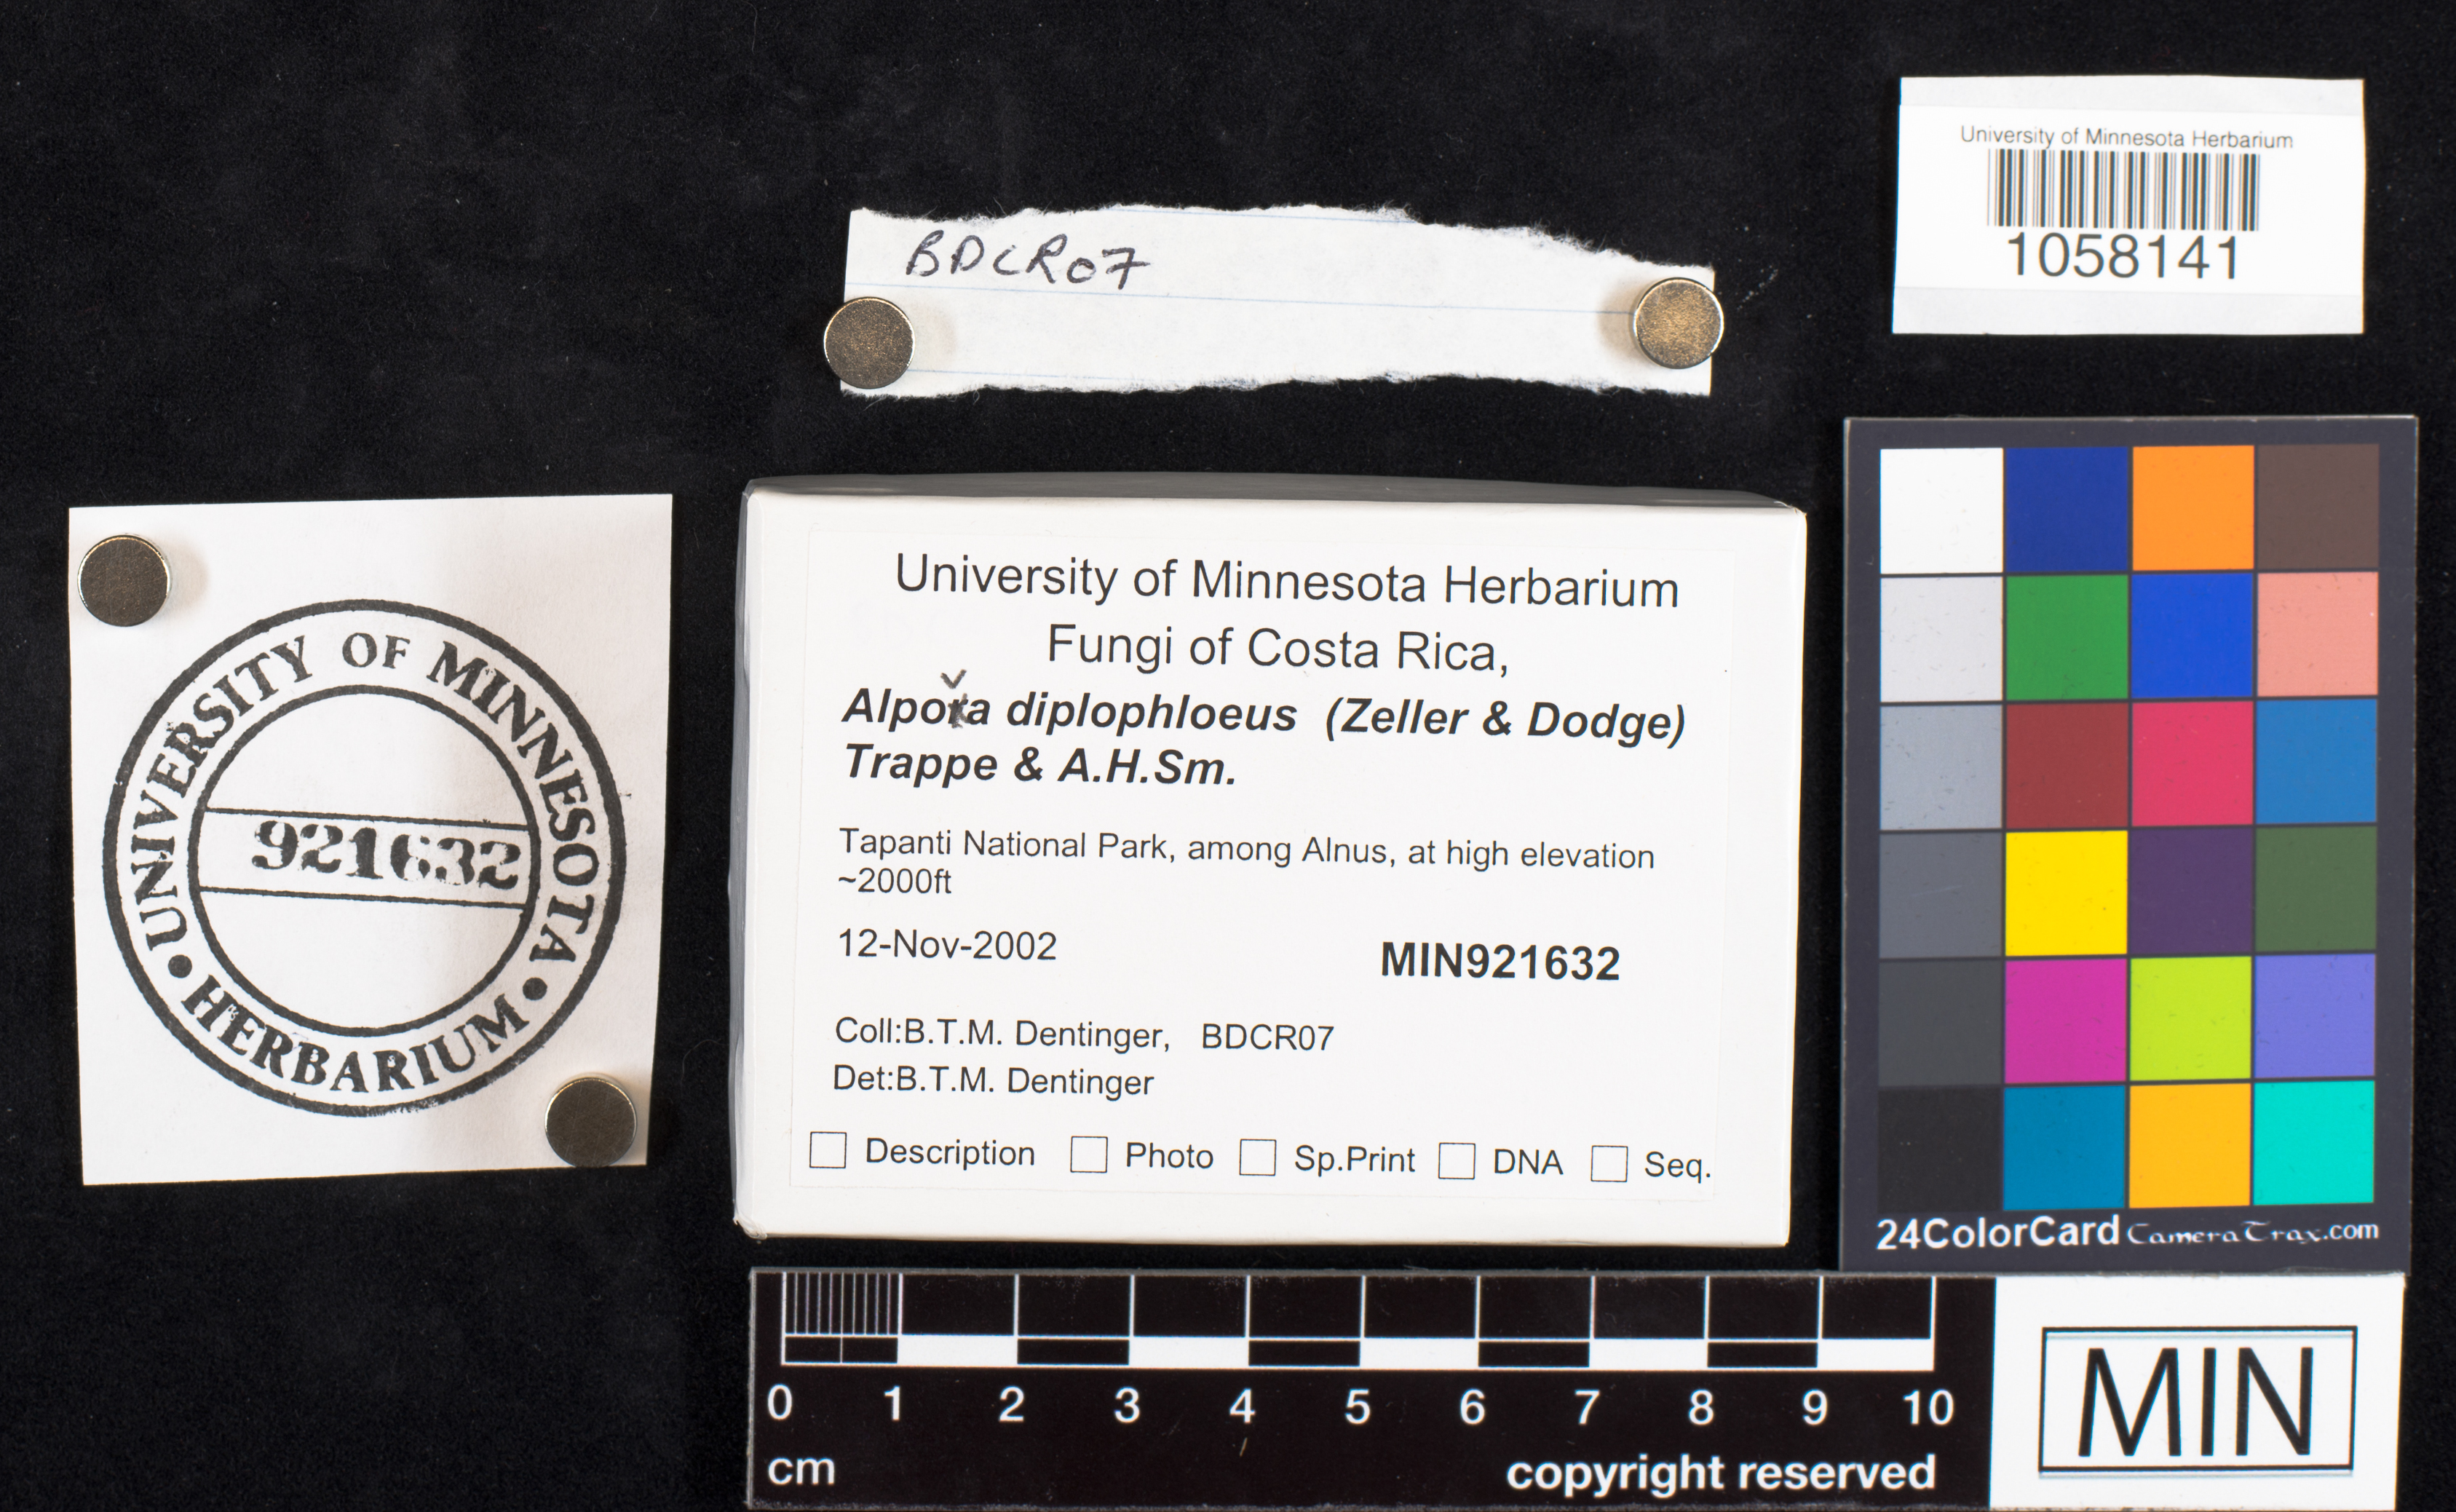 University of Minnesota Herbarium
1058141
BDCR07
UNIVERSITY OF MINNESOTA
921632
• HERBARIUM •
University of Minnesota Herbarium
Fungi of Costa Rica,
v
Alpora diplophloeus (Zeller & Dodge)
Trappe & A.H.Sm.
Tapanti National Park, among Alnus, at high elevation
~2000ft
12-Nov-2002 MIN921632
Coll:B.T.M. Dentinger, BDCR07
Det:B.T.M. Dentinger
Description Photo Sp.Print DNA Seq.
24ColorCard CameraTrax.com
0 1 2 3 4 5 6 7 8 9 10
cm copyright reserved
MIN